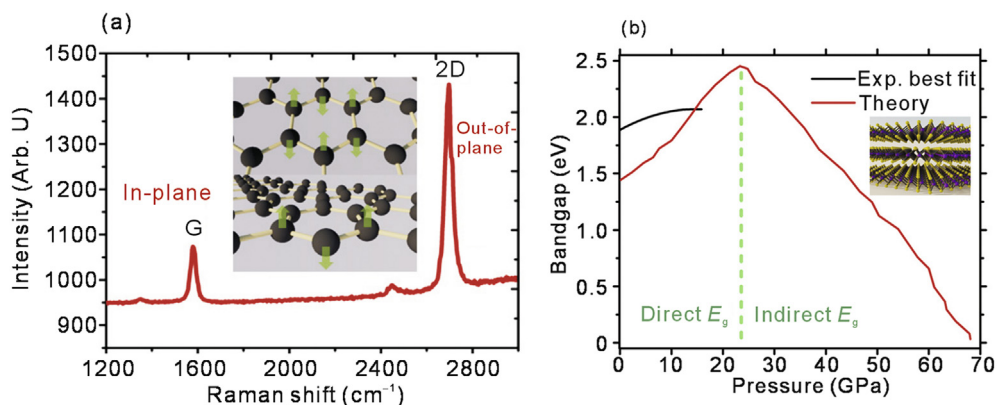 (a)
1500
1400
1300
1200
1100
1000
900
Intensity (Arb. U)
In-plane
G
2D
Out-of-
plane
1200
1600
2000
2400
2800
Raman shift (cm⁻¹)
(b)
2.5
2.0
1.5
1.0
0.5
0
Bandgap (eV)
Exp. best fit
Theory
Direct Eg
Indirect Eg
0
10
20
30
40
50
60
70
Pressure (GPa)